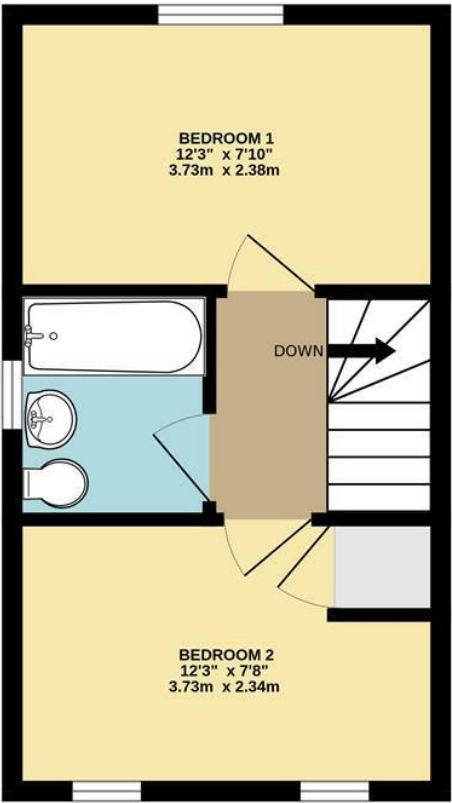 BEDROOM 1
12'3" x 7'10"
3.73m x 2.38m
DOWN
BEDROOM 2
12'3" x 7'8"
3.73m x 2.34m